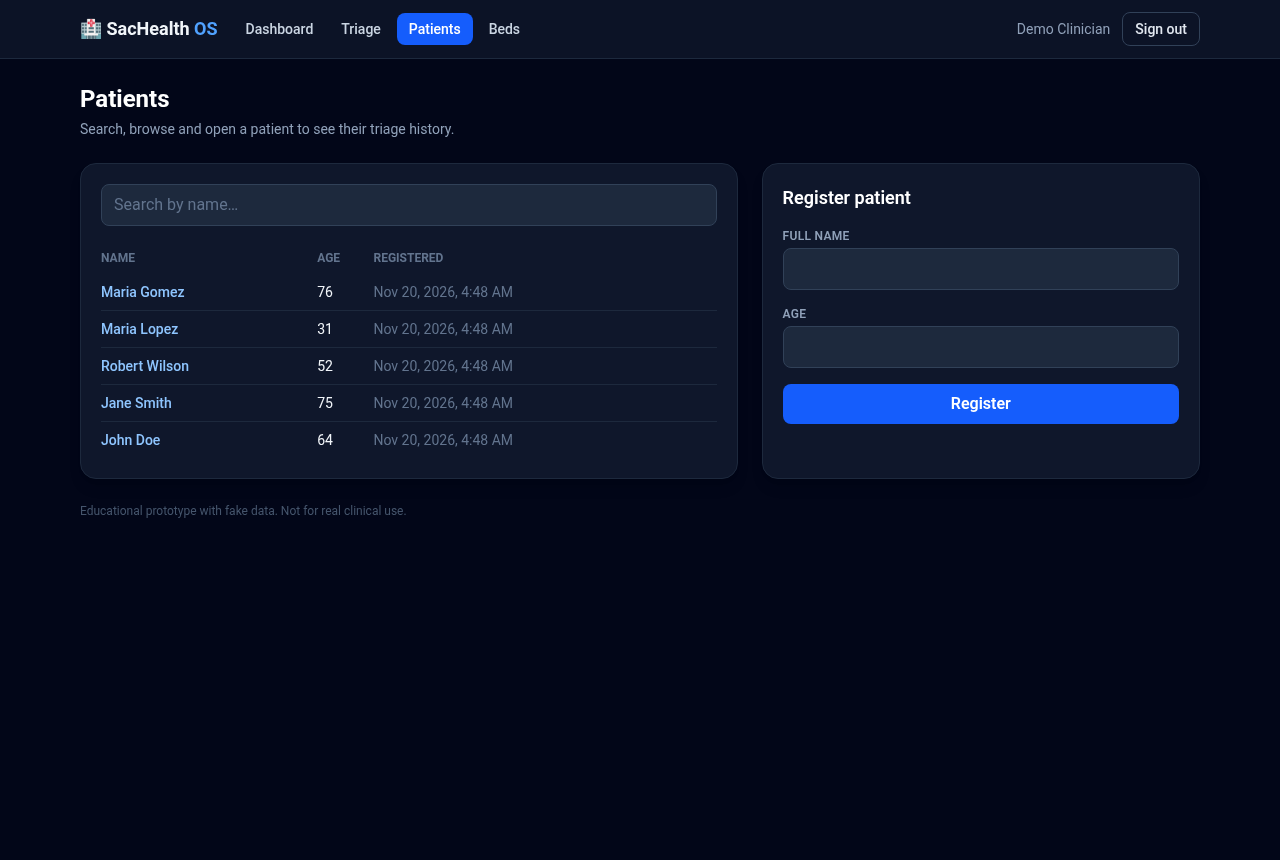 SacHealth OS Dashboard Triage Patients Beds Demo Clinician Sign out
Patients
Search, browse and open a patient to see their triage history.
Search by name…
NAME AGE REGISTERED
Maria Gomez 76 Nov 20, 2026, 4:48 AM
Maria Lopez 31 Nov 20, 2026, 4:48 AM
Robert Wilson 52 Nov 20, 2026, 4:48 AM
Jane Smith 75 Nov 20, 2026, 4:48 AM
John Doe 64 Nov 20, 2026, 4:48 AM
Register patient
FULL NAME
AGE
Register
Educational prototype with fake data. Not for real clinical use.